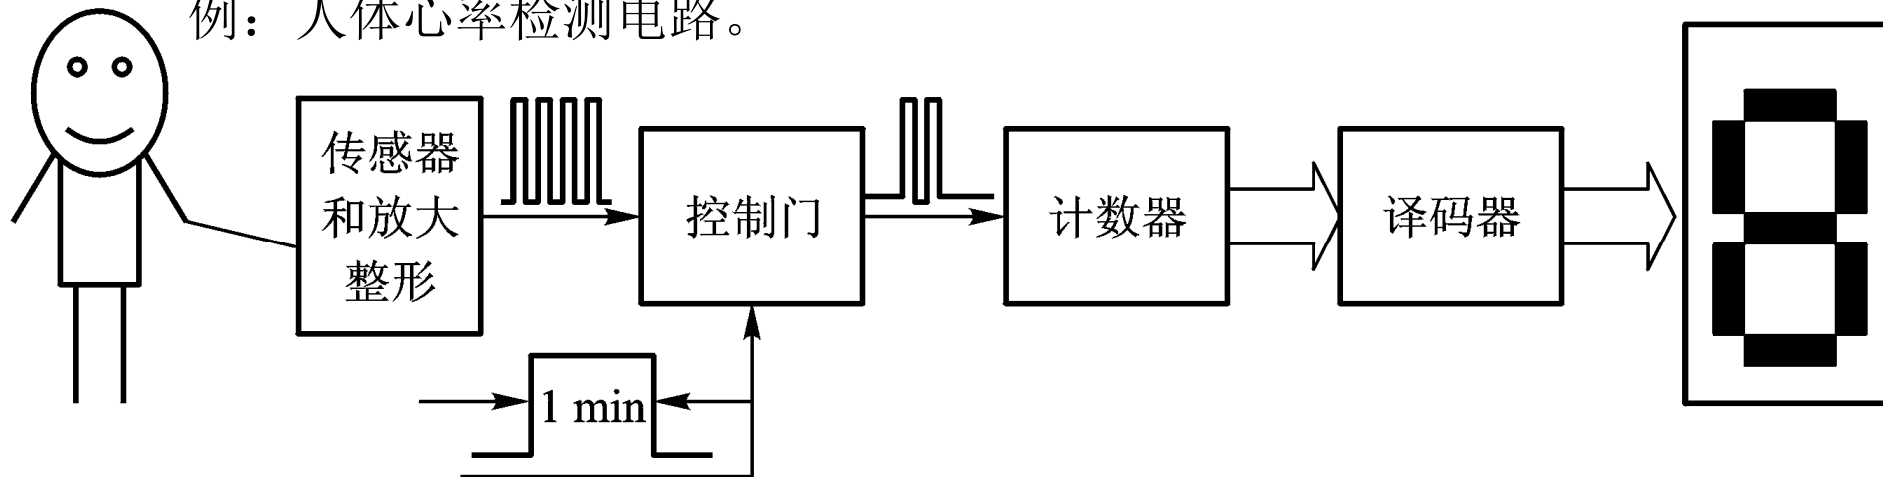 例：人体心率检测电路。
传感器
和放大
整形
控制门
计数器
译码器
1 min